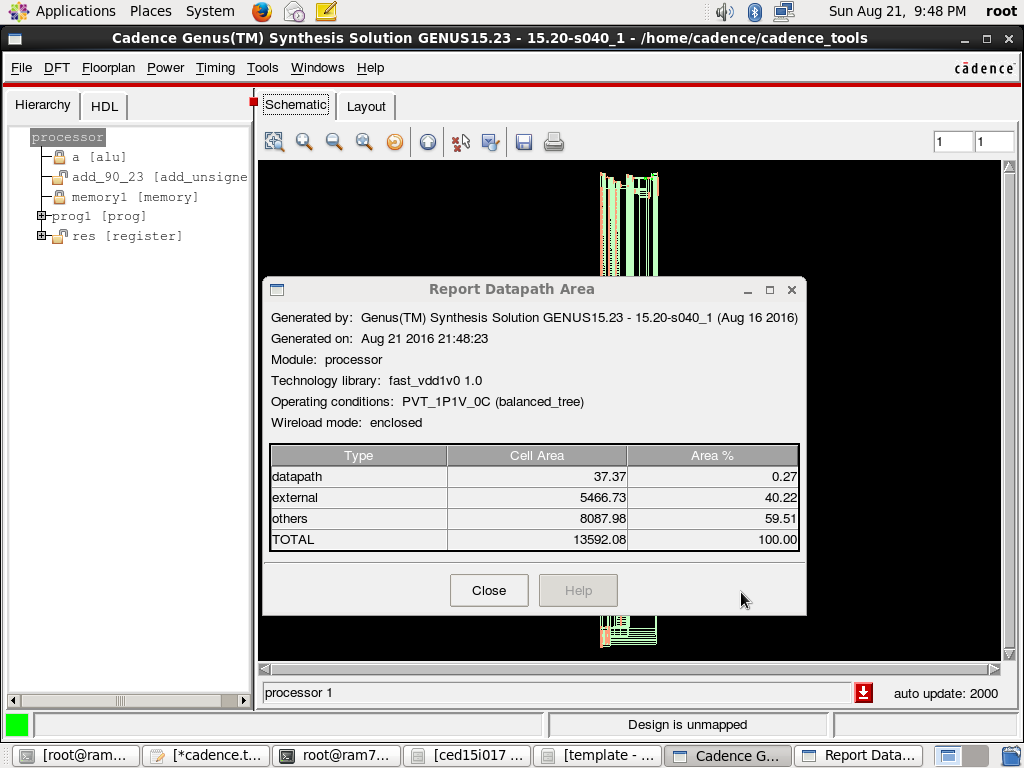 Applications Places System
Sun Aug 21, 9:48 PM root
Cadence Genus(TM) Synthesis Solution GENUS15.23 - 15.20-s040_1 - /home/cadence/cadence_tools
File DFT Floorplan Power Timing Tools Windows Help
cādence
Hierarchy HDL
Schematic Layout
1 1
processor
a [alu]
add_90_23 [add_unsigne
memory1 [memory]
prog1 [prog]
res [register]
Report Datapath Area
Generated by: Genus(TM) Synthesis Solution GENUS15.23 - 15.20-s040_1 (Aug 16 2016)
Generated on: Aug 21 2016 21:48:23
Module: processor
Technology library: fast_vdd1v0 1.0
Operating conditions: PVT_1P1V_0C (balanced_tree)
Wireload mode: enclosed
Type Cell Area Area %
datapath 37.37 0.27
external 5466.73 40.22
others 8087.98 59.51
TOTAL 13592.08 100.00
Close Help
processor 1
auto update: 2000
Design is unmapped
[root@ram... [*cadence.t... root@ram7... [ced15i017 ... [template - ... Cadence G... Report Data...